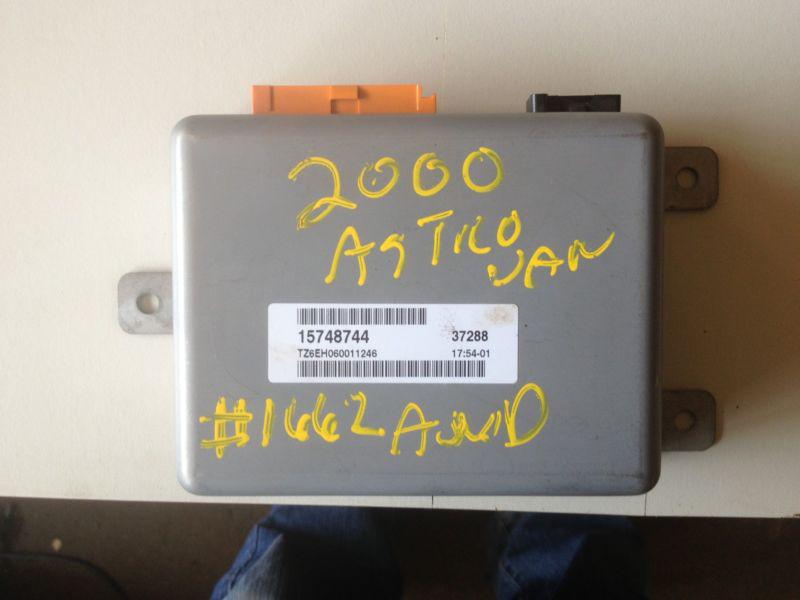 2000
ASTRO
VAN
15748744 37288
TZ6EH060011246 17:54-01
#1662 AWD